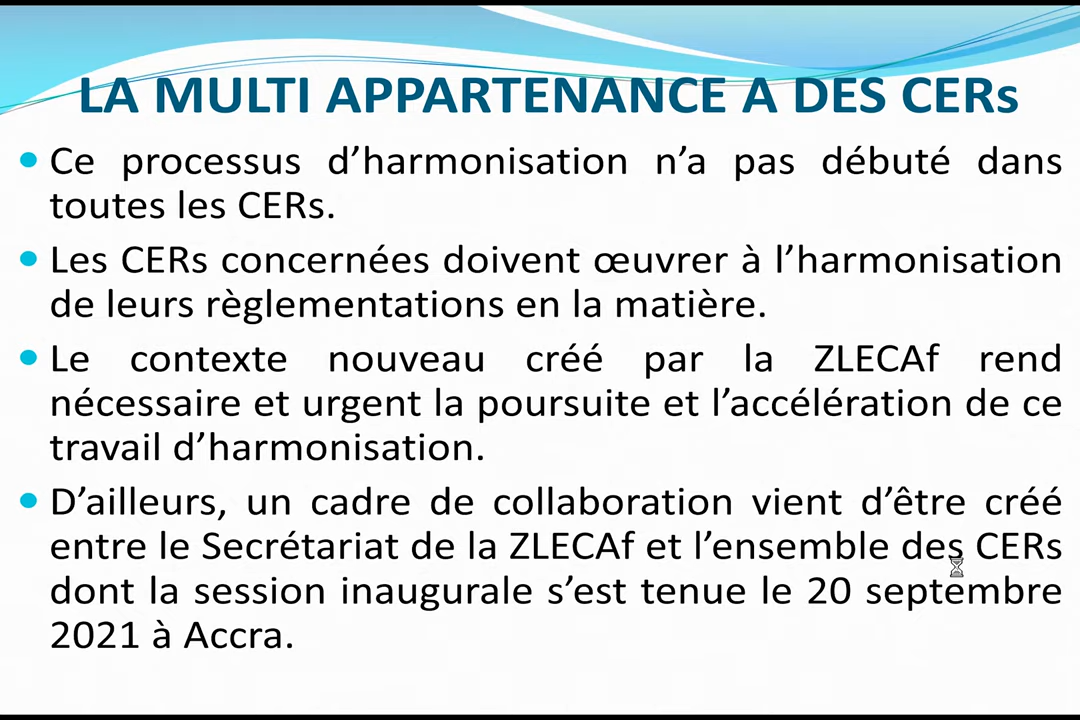 LA MULTI APPARTENANCE A DES CERs
• Ce processus d’harmonisation n’a pas débuté dans
toutes les CERs.
• Les CERs concernées doivent œuvrer à l’harmonisation
de leurs règlementations en la matière.
• Le contexte nouveau créé par la ZLECAf rend
nécessaire et urgent la poursuite et l’accélération de ce
travail d’harmonisation.
• D’ailleurs, un cadre de collaboration vient d’être créé
entre le Secrétariat de la ZLECAf et l’ensemble des CERs
dont la session inaugurale s’est tenue le 20 septembre
2021 à Accra.